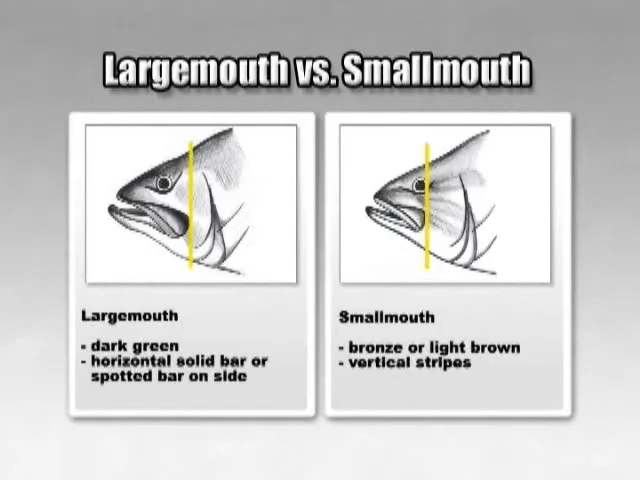 Largemouth vs. Smallmouth
Largemouth
- dark green
- horizontal solid bar or
spotted bar on side
Smallmouth
- bronze or light brown
- vertical stripes